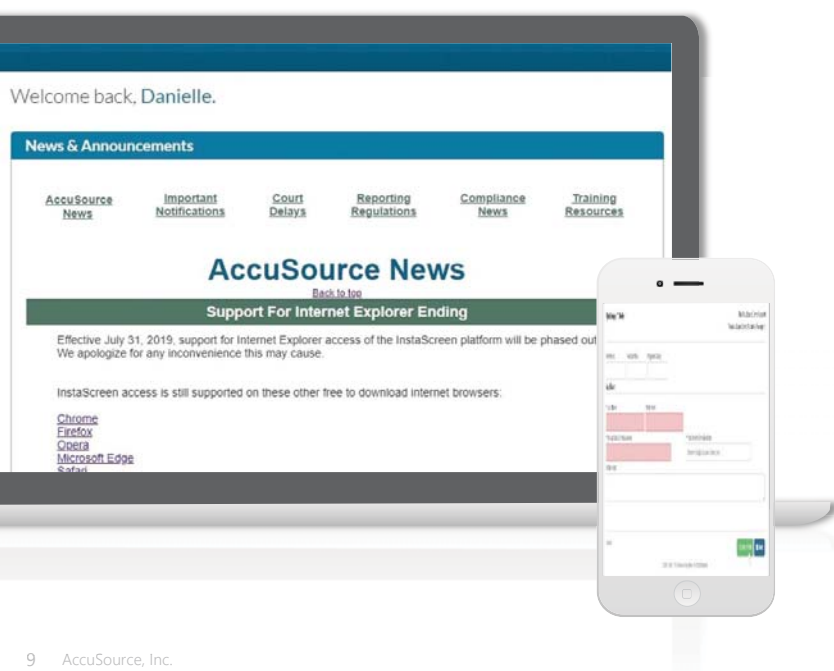 Welcome back, Danielle.
News & Announcements
AccuSource News
Important Notifications
Court Delays
Reporting Regulations
Compliance News
Training Resources
AccuSource News
Back to top
Support For Internet Explorer Ending
Effective July 31, 2019, support for Internet Explorer access of the InstaScreen platform will be phased out
We apologize for any inconvenience this may cause.
InstaScreen access is still supported on these other free to download internet browsers:
Chrome
Firefox
Opera
Microsoft Edge
Safari
9 AccuSource, Inc.